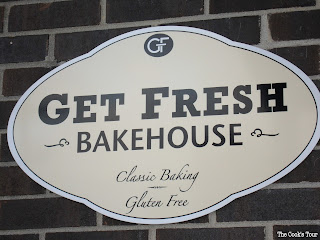 GF
GET FRESH
BAKEHOUSE
Classic Baking
Gluten Free
The Cook's Tour